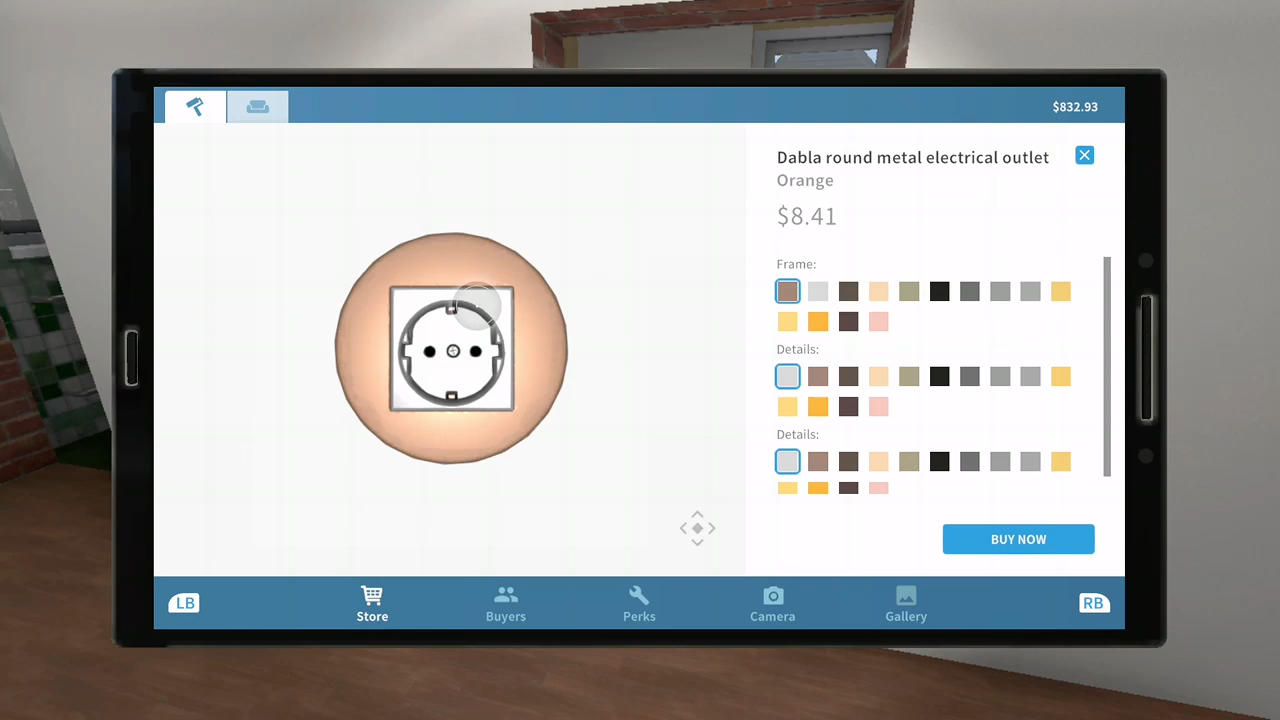 $832.93
Dabla round metal electrical outlet
Orange
$8.41
Frame:
Details:
Details:
BUY NOW
LB
Store
Buyers
Perks
Camera
Gallery
RB